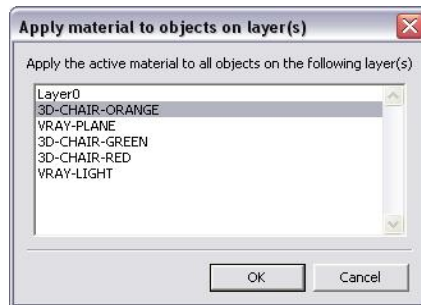 Apply material to objects on layer(s)
Apply the active material to all objects on the following layer(s)
Layer0
3D-CHAIR-ORANGE
VRAY-PLANE
3D-CHAIR-GREEN
3D-CHAIR-RED
VRAY-LIGHT
OK
Cancel